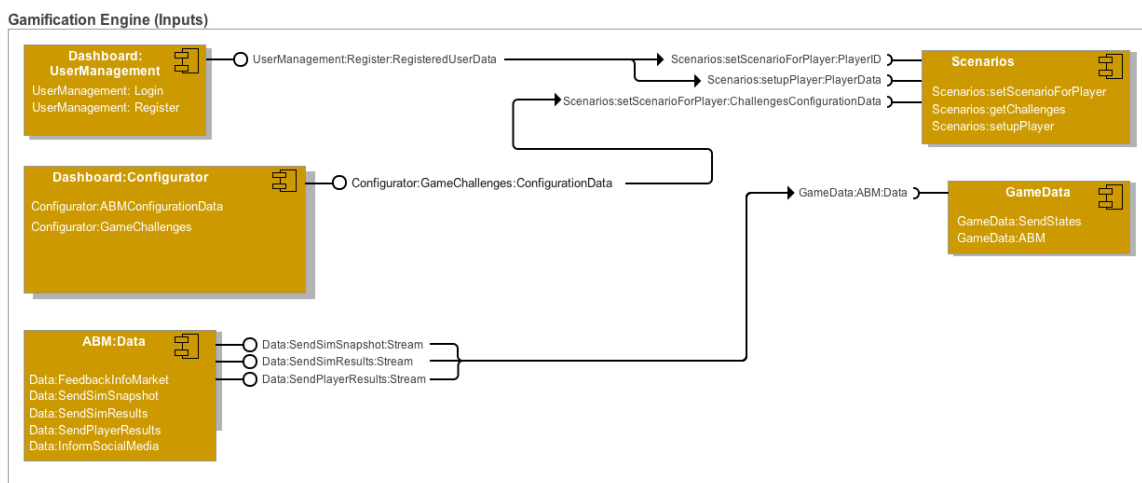 Gamification Engine (Inputs)
Dashboard:
UserManagement
UserManagement: Login
UserManagement: Register
UserManagement:Register:RegisteredUserData
Scenarios:setScenarioForPlayer:PlayerID
Scenarios:setupPlayer:PlayerData
Scenarios:setScenarioForPlayer:ChallengesConfigurationData
Scenarios
Scenarios:setScenarioForPlayer
Scenarios:getChallenges
Scenarios:setupPlayer
Dashboard:Configurator
Configurator:ABMConfigurationData
Configurator:GameChallenges
Configurator:GameChallenges:ConfigurationData
GameData:ABM:Data
GameData
GameData:SendStates
GameData:ABM
ABM:Data
Data:FeedbackInfoMarket
Data:SendSimSnapshot
Data:SendSimResults
Data:SendPlayerResults
Data:InformSocialMedia
Data:SendSimSnapshot:Stream
Data:SendSimResults:Stream
Data:SendPlayerResults:Stream